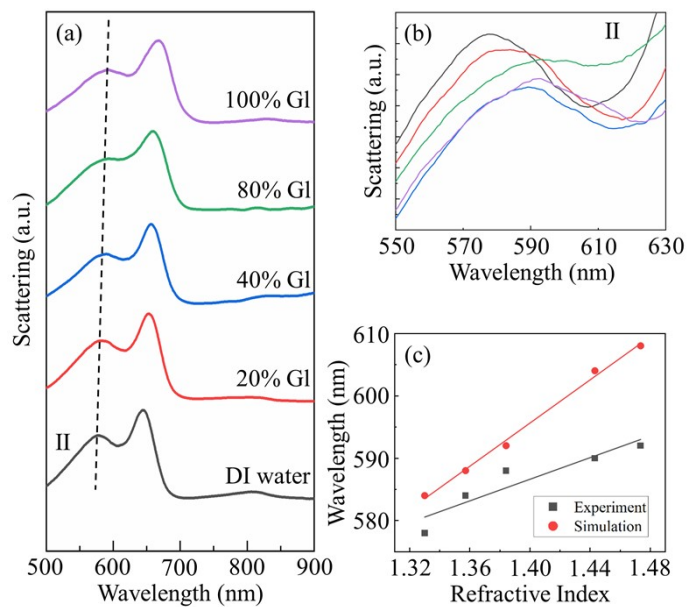 (a)
100% Gl
80% Gl
40% Gl
20% Gl
II
DI water
Scattering (a.u.)
500 600 700 800 900
Wavelength (nm)
(b)
II
Scattering (a.u.)
550 570 590 610 630
Wavelength (nm)
(c)
610
600
590
580
Wavelength (nm)
Experiment
Simulation
1.32 1.36 1.40 1.44 1.48
Refractive Index